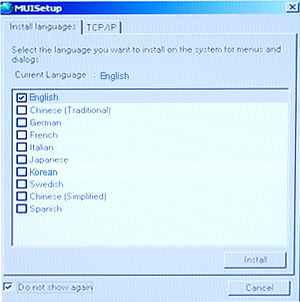 MUISetup
Install languages
TCP/IP
Select the language you want to install on the system for menus and
dialogs.
Current Language : English
English
Chinese (Traditional)
German
French
Italian
Japanese
Korean
Swedish
Chinese (Simplified)
Spanish
Install
Do not show again
Cancel